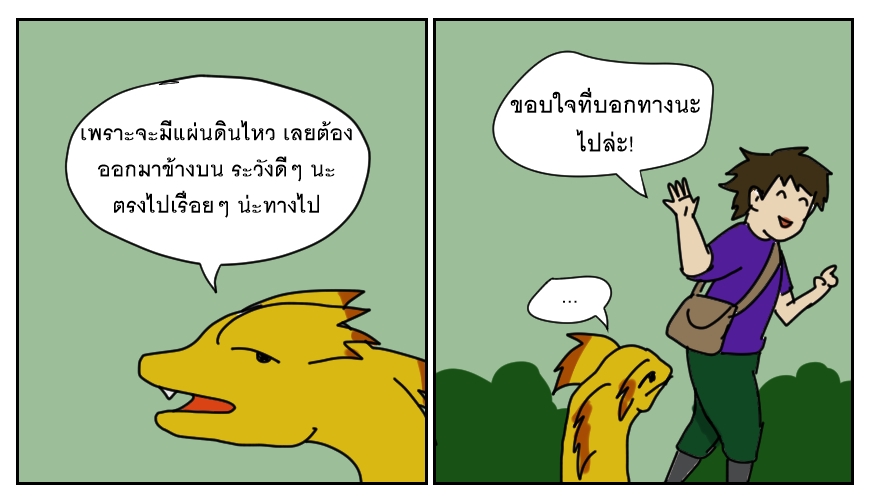 เพราะจะมีแผ่นดินไหว เลยต้อง
ออกมาข้างบน ระวังดีๆ นะ
ตรงไปเรื่อยๆ น่ะทางไป
ขอบใจที่บอกทางนะ
ไปล่ะ!
...